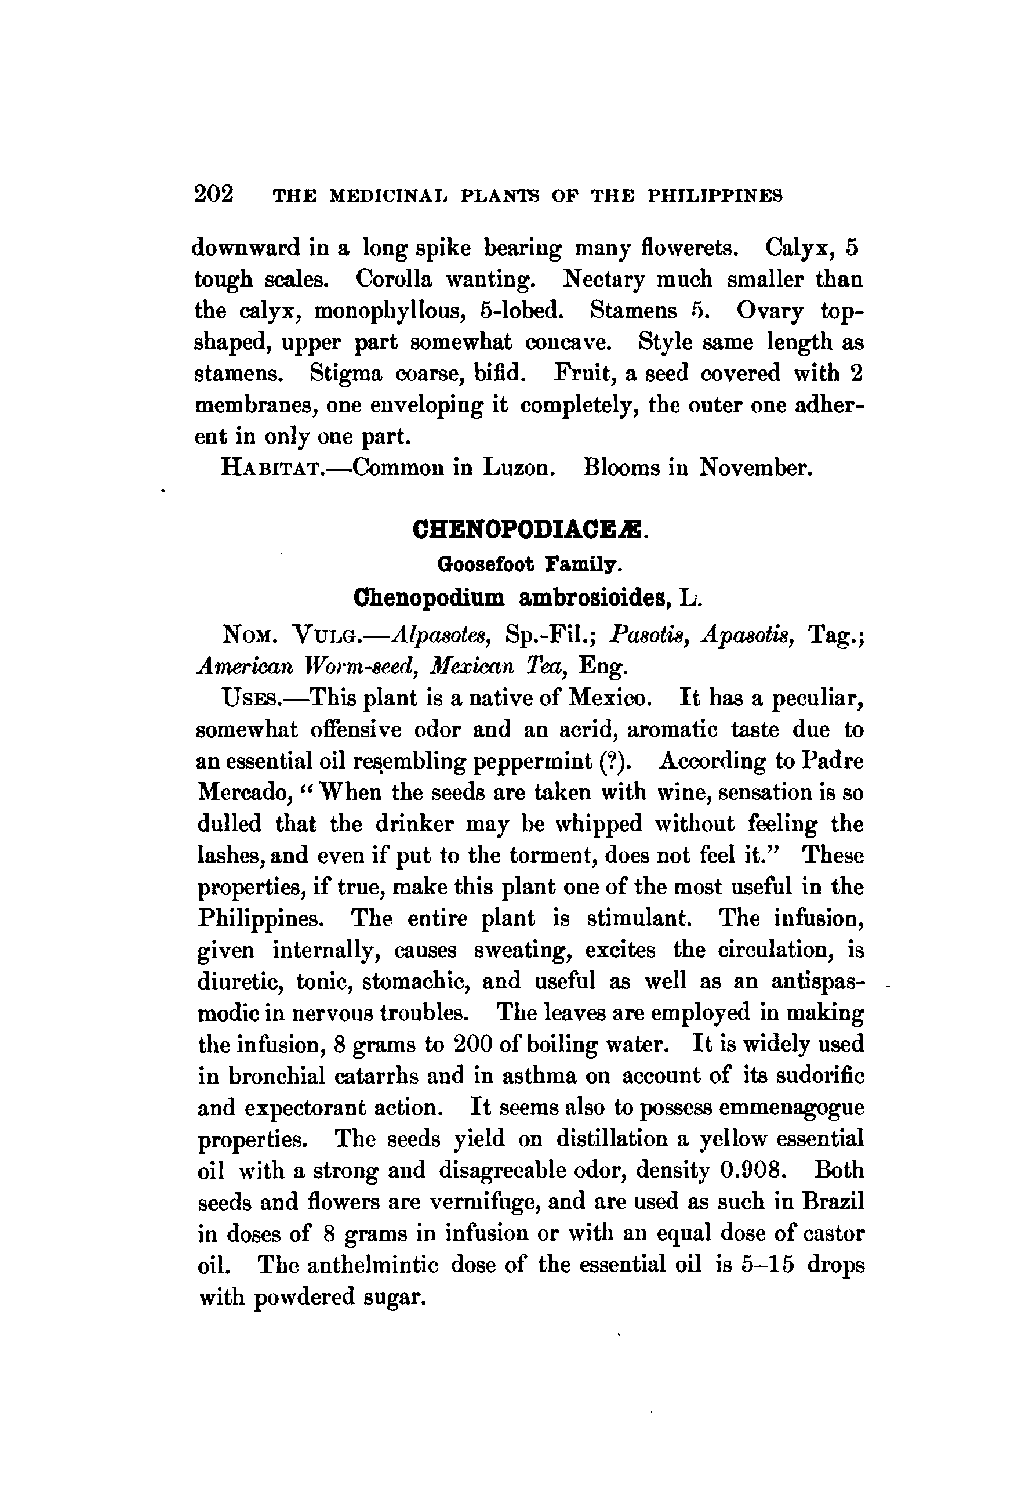 202 THE MEDICINAL PLANTS OF THE PHILIPPINES
downward in a long spike bearing many flowerets. Calyx, 5
tough scales. Corolla wanting. Nectary much smaller than
the calyx, monophyllous, 5-lobed. Stamens 5. Ovary top-
shaped, upper part somewhat concave. Style same length as
stamens. Stigma coarse, bifid. Fruit, a seed covered with 2
membranes, one enveloping it completely, the outer one adher-
ent in only one part.
HABITAT.—Common in Luzon. Blooms in November.
CHENOPODIACEÆ.
Goosefoot Family.
Chenopodium ambrosioides, L.
NOM. VULG.—Alpasotes, Sp.-Fil.; Pasotis, Apasotis, Tag.;
American Worm-seed, Mexican Tea, Eng.
USES.—This plant is a native of Mexico. It has a peculiar,
somewhat offensive odor and an acrid, aromatic taste due to
an essential oil resembling peppermint (?). According to Padre
Mercado, “When the seeds are taken with wine, sensation is so
dulled that the drinker may be whipped without feeling the
lashes, and even if put to the torment, does not feel it.” These
properties, if true, make this plant one of the most useful in the
Philippines. The entire plant is stimulant. The infusion,
given internally, causes sweating, excites the circulation, is
diuretic, tonic, stomachic, and useful as well as an antispas-
modic in nervous troubles. The leaves are employed in making
the infusion, 8 grams to 200 of boiling water. It is widely used
in bronchial catarrhs and in asthma on account of its sudorific
and expectorant action. It seems also to possess emmenagogue
properties. The seeds yield on distillation a yellow essential
oil with a strong and disagreeable odor, density 0.908. Both
seeds and flowers are vermifuge, and are used as such in Brazil
in doses of 8 grams in infusion or with an equal dose of castor
oil. The anthelmintic dose of the essential oil is 5–15 drops
with powdered sugar.